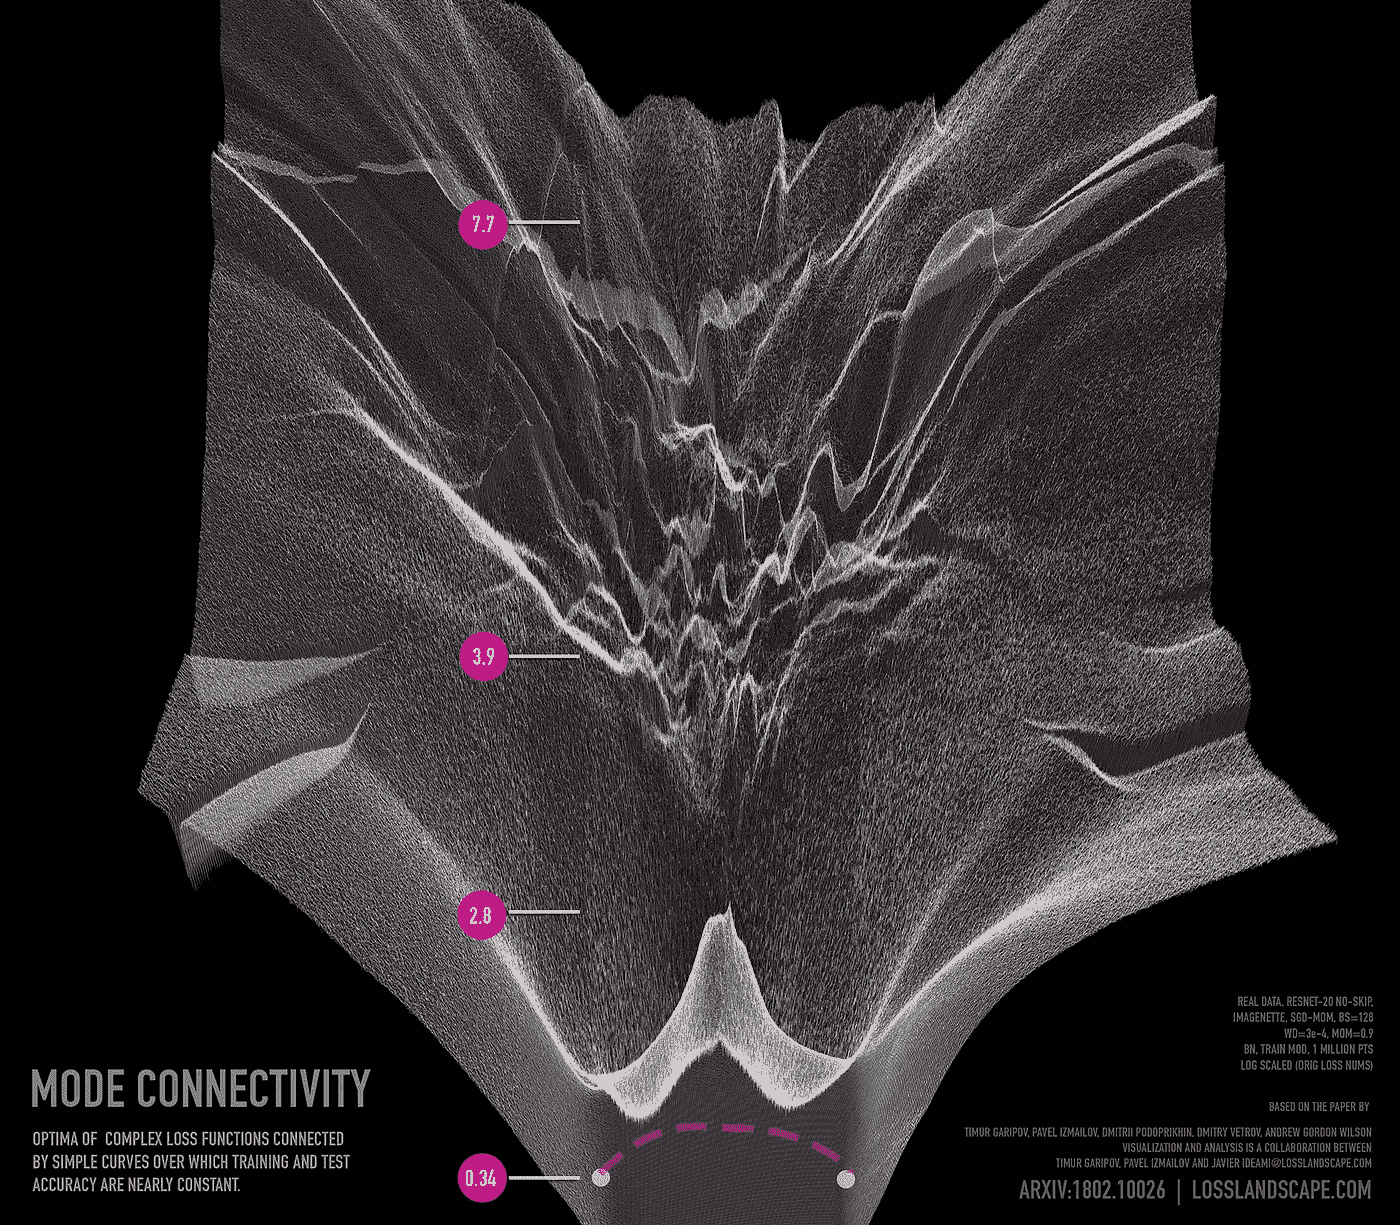 7.7
3.9
2.8
0.34
MODE CONNECTIVITY
OPTIMA OF COMPLEX LOSS FUNCTIONS CONNECTED
BY SIMPLE CURVES OVER WHICH TRAINING AND TEST
ACCURACY ARE NEARLY CONSTANT.
REAL DATA, RESNET-20 NO-SKIP,
IMAGENETTE, SGD-MOM, BS=128
WD=3e-4, MOM=0.9
BN, TRAIN MOD, 1 MILLION PTS
LOG SCALED (ORIG LOSS NUMS)
BASED ON THE PAPER BY
TIMUR GARIPOV, PAVEL IZMAILOV, DMITRII PODOPRIKHIN, DMITRY VETROV, ANDREW GORDON WILSON
VISUALIZATION AND ANALYSIS IS A COLLABORATION BETWEEN
TIMUR GARIPOV, PAVEL IZMAILOV AND JAVIER IDEAMI@LOSSLANDSCAPE.COM
ARXIV:1802.10026 | LOSSLANDSCAPE.COM